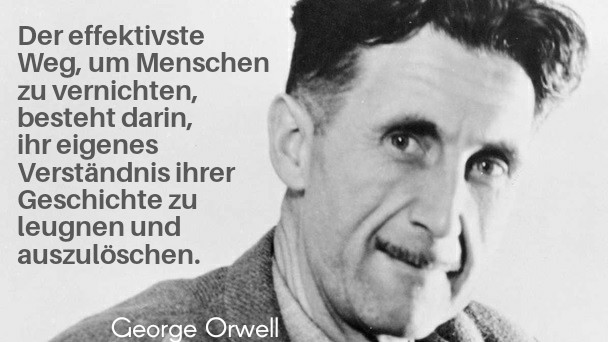 Der effektivste
Weg, um Menschen
zu vernichten,
besteht darin,
ihr eigenes
Verständnis ihrer
Geschichte zu
leugnen und
auszulöschen.
George Orwell